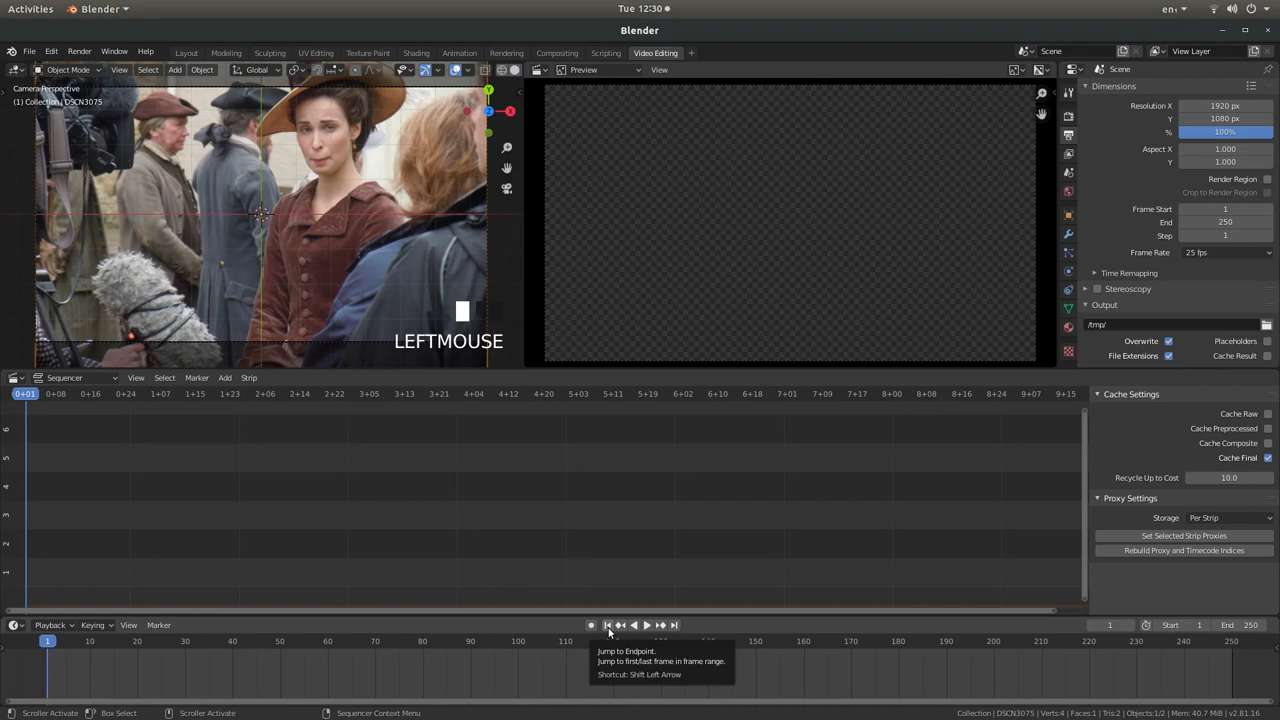 Activities Blender Tue 12:30 en1
Blender
File Edit Render Window Help Layout Modeling Sculpting UV Editing Texture Paint Shading Animation Rendering Compositing Scripting Video Editing + Scene View Layer
Object Mode View Select Add Object Global Preview View Scene
Camera Perspective
(1) Collection | DSCN3075
Y
Z X
LEFTMOUSE
Dimensions
Resolution X 1920 px
Y 1080 px
% 100%
Aspect X 1.000
Y 1.000
Render Region
Crop to Render Region
Frame Start 1
End 250
Step 1
Frame Rate 25 fps
Time Remapping
Stereoscopy
Output
/tmp/
Overwrite Placeholders
File Extensions Cache Result
Sequencer View Select Marker Add Strip
0+01 0+08 0+16 0+24 1+07 1+15 1+23 2+06 2+14 2+22 3+05 3+13 3+21 4+04 4+12 4+20 5+03 5+11 5+19 6+02 6+10 6+18 7+01 7+09 7+17 8+00 8+08 8+16 8+24 9+07 9+15
6
5
4
3
2
1
Cache Settings
Cache Raw
Cache Preprocessed
Cache Composite
Cache Final
Recycle Up to Cost 10.0
Proxy Settings
Storage Per Strip
Set Selected Strip Proxies
Rebuild Proxy and Timecode Indices
Playback Keying View Marker 1 Start 1 End 250
1 10 20 30 40 50 60 70 80 90 100 110 140 150 160 170 180 190 200 210 220 230 240 250
Jump to Endpoint.
Jump to first/last frame in frame range.
Shortcut: Shift Left Arrow
Scroller Activate Box Select Scroller Activate Sequencer Context Menu Collection | DSCN3075 | Verts:4 | Faces:1 | Tris:2 | Objects:1/2 | Mem: 40.7 MiB | v2.81.16